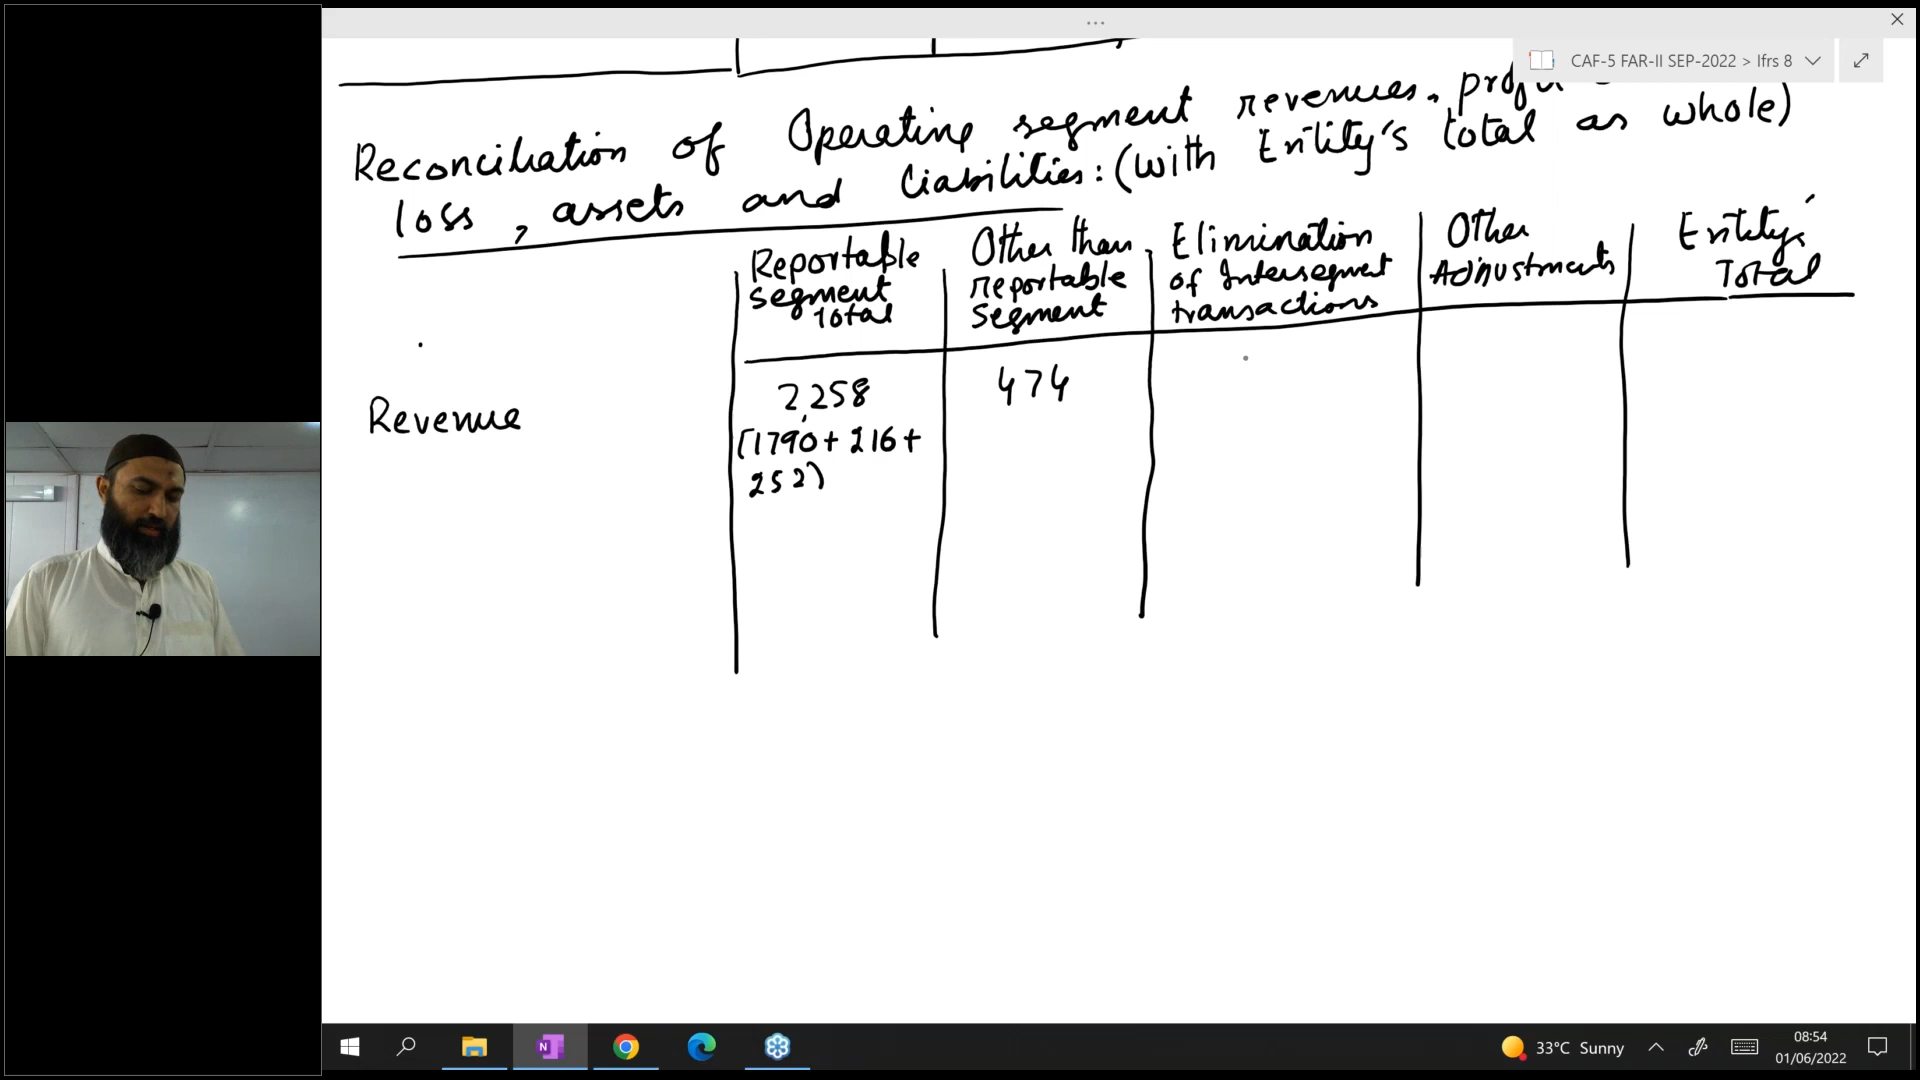 CAF-5 FAR-II SEP-2022 > Ifrs 8
Reconciliation of Operating segment revenues, profit
loss, assets and liabilities: (with Entity's total as whole)
Reportable segment total
Other than reportable segment
Elimination of Intersegment transactions
Other Adjustments
Entity's Total
Revenue
2,258
474
(1790 + 216 +
252)
33°C Sunny
08:54
01/06/2022